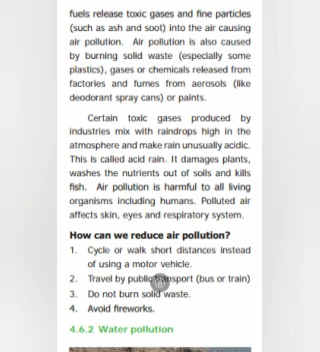 fuels release toxic gases and fine particles
(such as ash and soot) into the air causing
air pollution. Air pollution is also caused
by burning solid waste (especially some
plastics), gases or chemicals released from
factories and fumes from aerosols (like
deodorant spray cans) or paints.
Certain toxic gases produced by
industries mix with raindrops high in the
atmosphere and make rain unusually acidic.
This is called acid rain. It damages plants,
washes the nutrients out of soils and kills
fish. Air pollution is harmful to all living
organisms including humans. Polluted air
affects skin, eyes and respiratory system.
How can we reduce air pollution?
1. Cycle or walk short distances instead
of using a motor vehicle.
2. Travel by public transport (bus or train)
3. Do not burn solid waste.
4. Avoid fireworks.
4.6.2 Water pollution